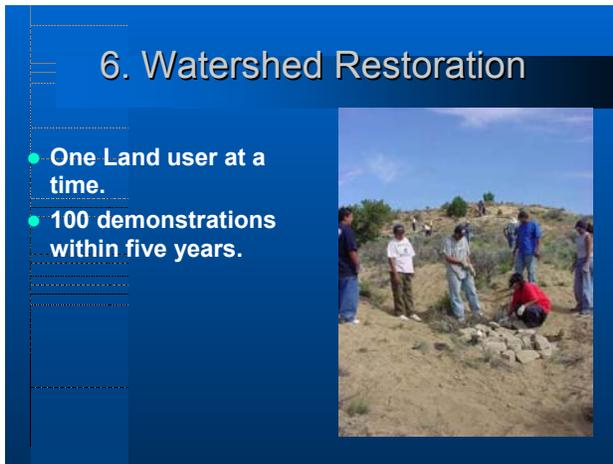 6. Watershed Restoration
One Land user at a
time.
100 demonstrations
within five years.